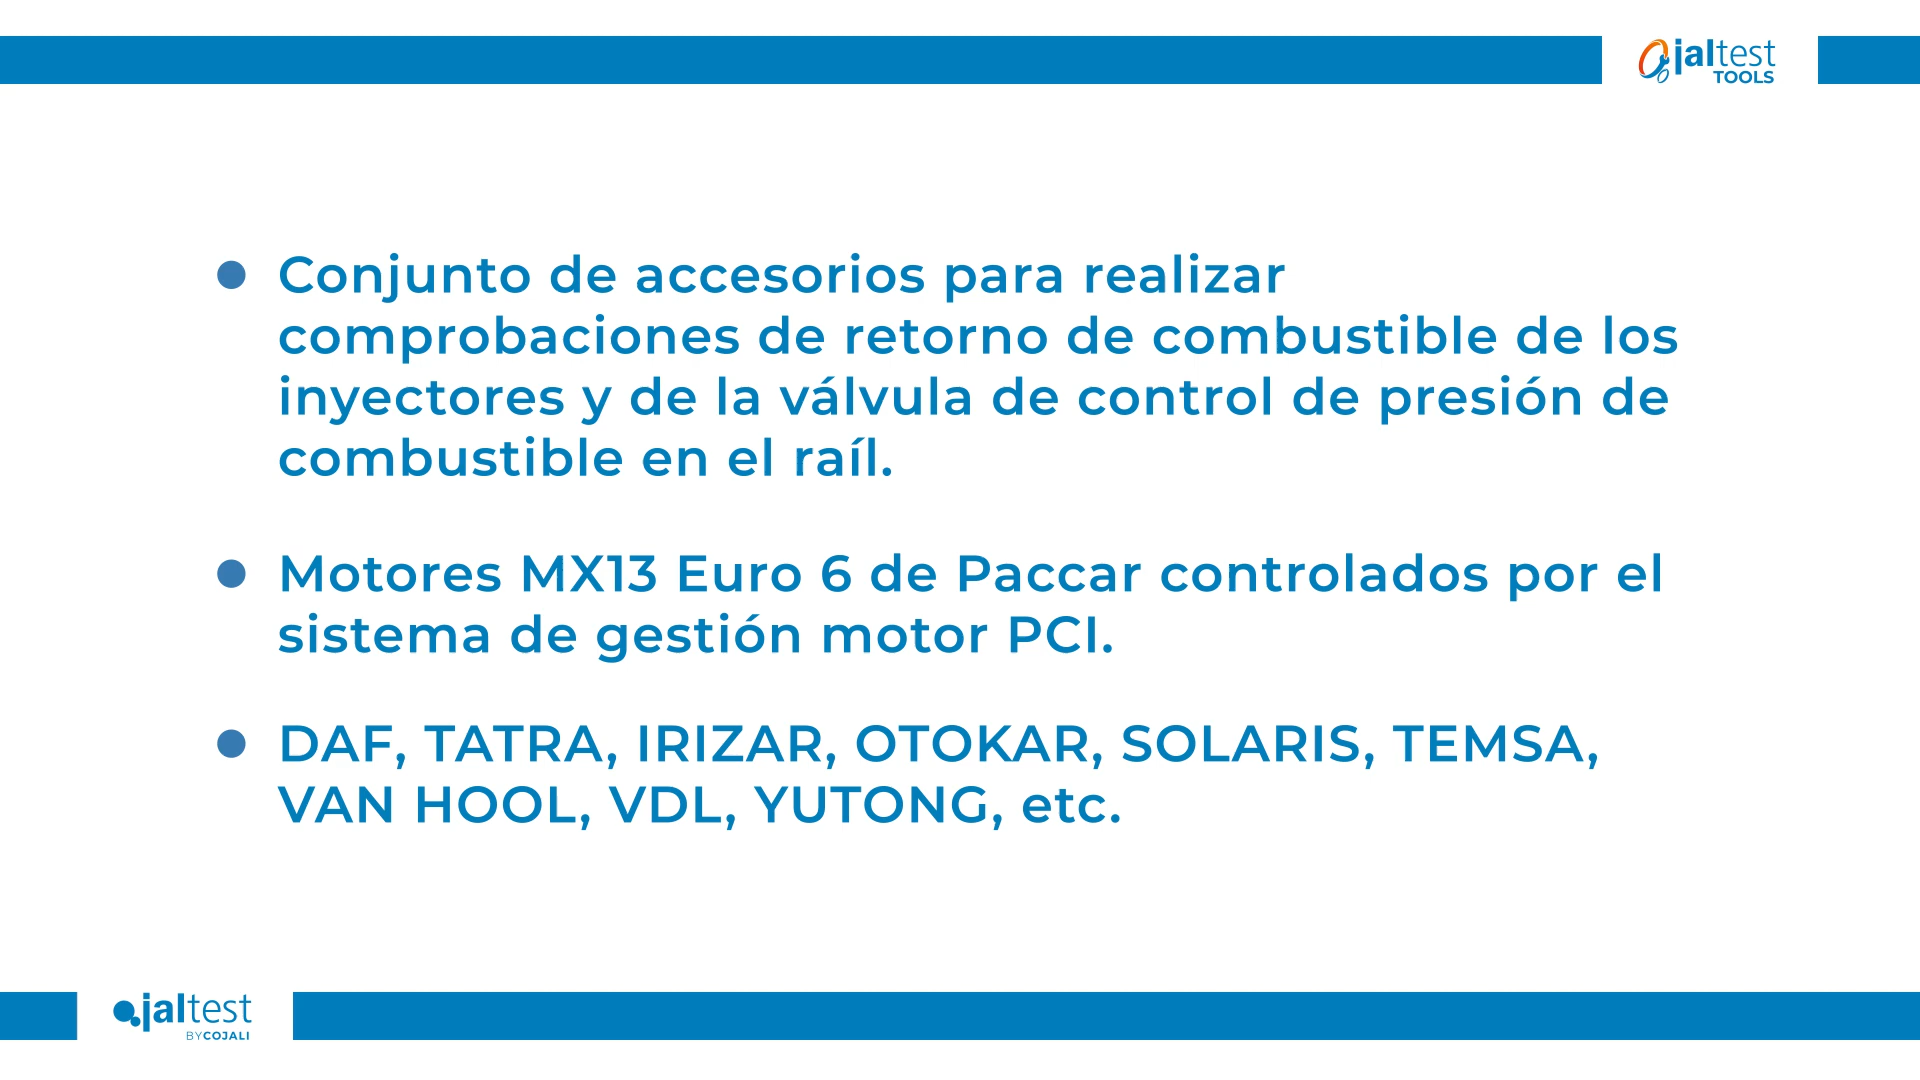 jaltest
TOOLS
Conjunto de accesorios para realizar
comprobaciones de retorno de combustible de los
inyectores y de la válvula de control de presión de
combustible en el raíl.
Motores MX13 Euro 6 de Paccar controlados por el
sistema de gestión motor PCI.
DAF, TATRA, IRIZAR, OTOKAR, SOLARIS, TEMSA,
VAN HOOL, VDL, YUTONG, etc.
jaltest
BY COJALI